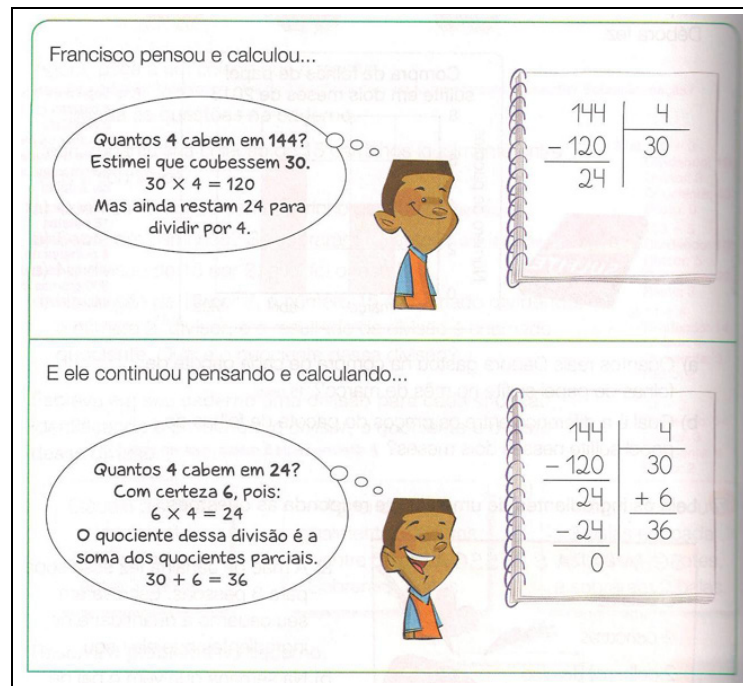 Francisco pensou e calculou...
Quantos 4 cabem em 144?
Estimei que coubessem 30.
30 × 4 = 120
Mas ainda restam 24 para
dividir por 4.
144 4
– 120 30
24
E ele continuou pensando e calculando...
Quantos 4 cabem em 24?
Com certeza 6, pois:
6 × 4 = 24
O quociente dessa divisão é a
soma dos quocientes parciais.
30 + 6 = 36
144 4
– 120 30
24 + 6
– 24 36
0